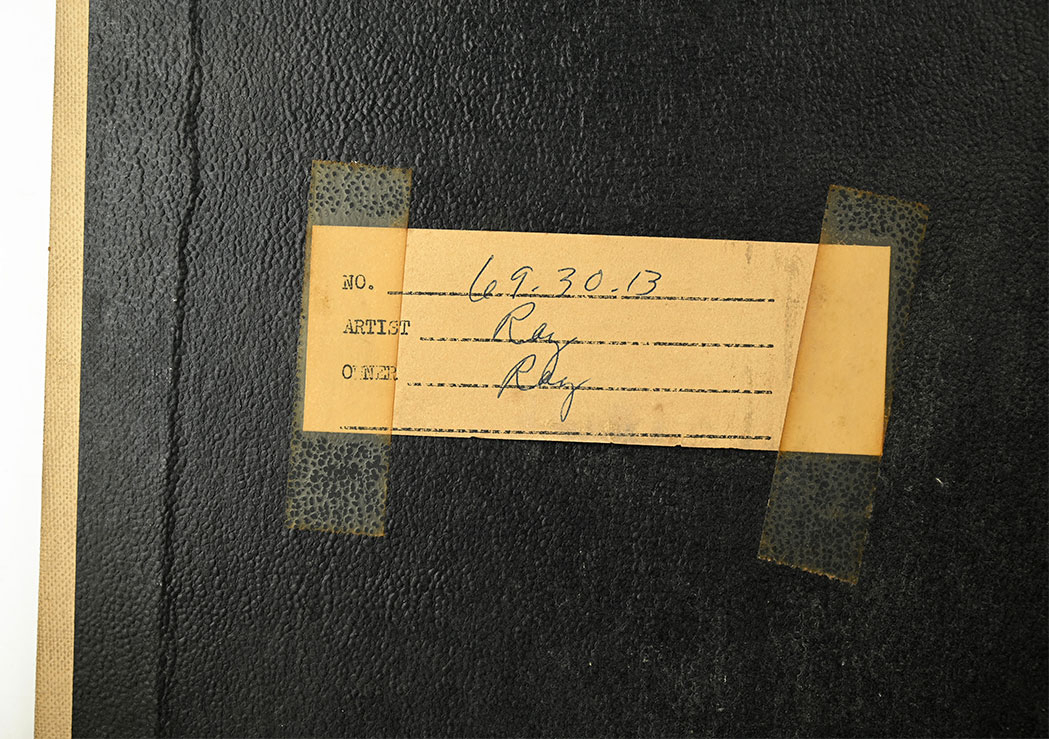 NO. 69.30.13
ARTIST Ray
OWNER Ray